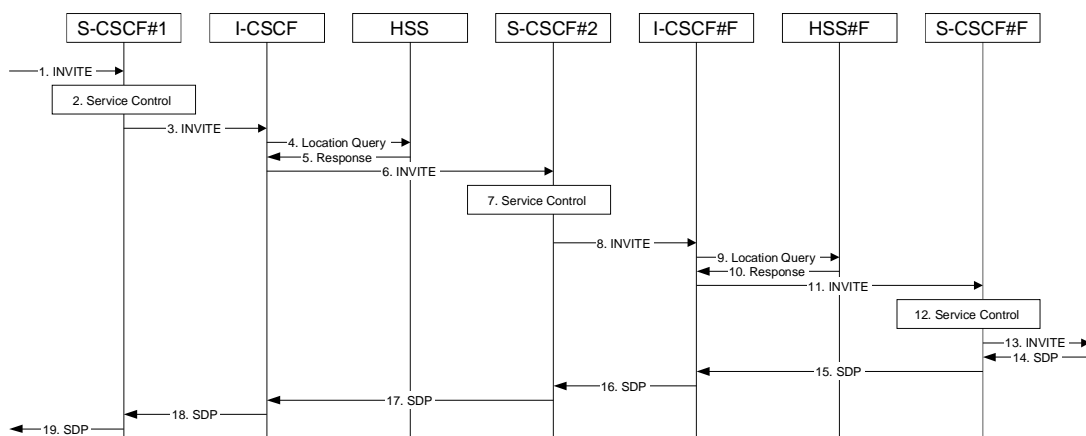 S-CSCF#1
I-CSCF
HSS
S-CSCF#2
I-CSCF#F
HSS#F
S-CSCF#F
1. INVITE
2. Service Control
3. INVITE
4. Location Query
5. Response
6. INVITE
7. Service Control
8. INVITE
9. Location Query
10. Response
11. INVITE
12. Service Control
13. INVITE
14. SDP
15. SDP
16. SDP
17. SDP
18. SDP
19. SDP